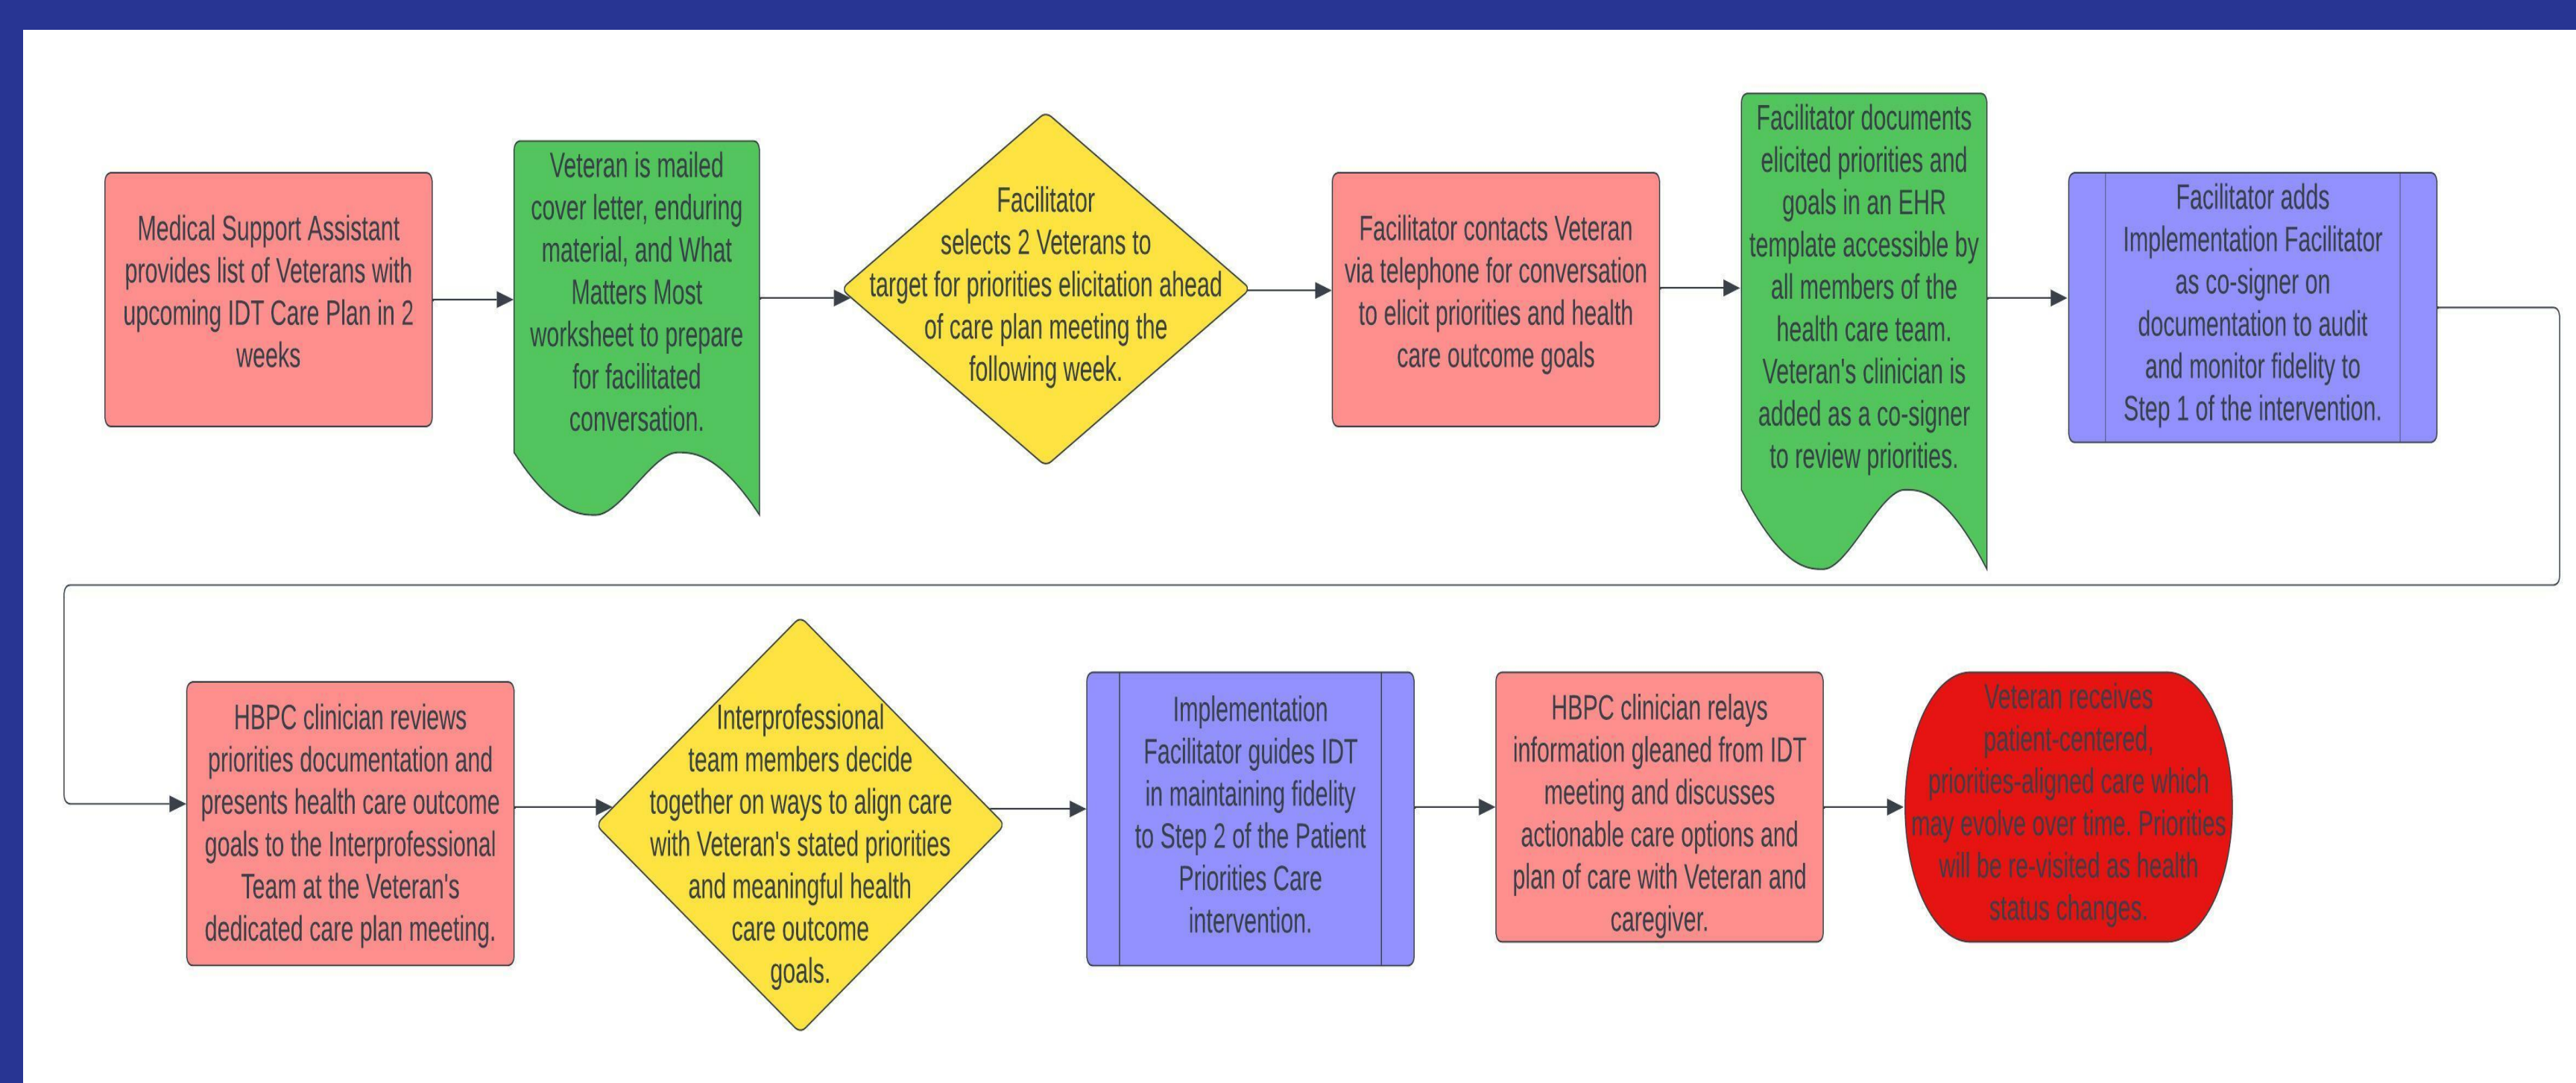 Medical Support Assistant
provides list of Veterans with
upcoming IDT Care Plan in 2
weeks
Veteran is mailed
cover letter, enduring
material, and What
Matters Most
worksheet to prepare
for facilitated
conversation.
Facilitator
selects 2 Veterans to
target for priorities elicitation ahead
of care plan meeting the
following week.
Facilitator contacts Veteran
via telephone for conversation
to elicit priorities and health
care outcome goals
Facilitator documents
elicited priorities and
goals in an EHR
template accessible by
all members of the
health care team.
Veteran's clinician is
added as a co-signer
to review priorities.
Facilitator adds
Implementation Facilitator
as co-signer on
documentation to audit
and monitor fidelity to
Step 1 of the intervention.
HBPC clinician reviews
priorities documentation and
presents health care outcome
goals to the Interprofessional
Team at the Veteran's
dedicated care plan meeting.
Interprofessional
team members decide
together on ways to align care
with Veteran's stated priorities
and meaningful health
care outcome
goals.
Implementation
Facilitator guides IDT
in maintaining fidelity
to Step 2 of the Patient
Priorities Care
intervention.
HBPC clinician relays
information gleaned from IDT
meeting and discusses
actionable care options and
plan of care with Veteran and
caregiver.
Veteran receives
patient-centered,
priorities-aligned care which
may evolve over time. Priorities
will be re-visited as health
status changes.